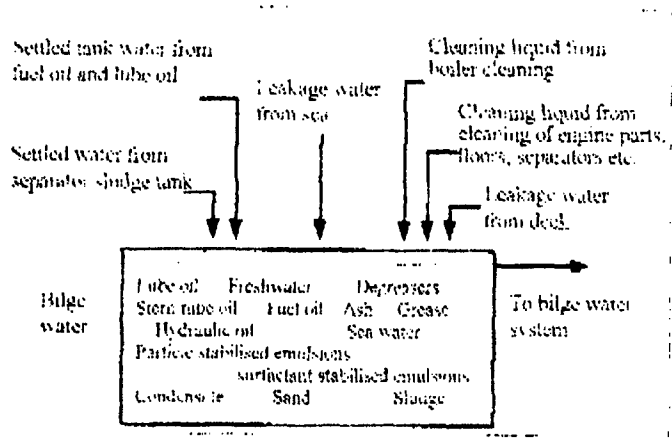 Settled tank water from
fuel oil and lube oil
Leakage water
from sea
Cleaning liquid from
boiler cleaning
Cleaning liquid from
cleaning of engine parts,
floors, separators etc.
Settled water from
separator sludge tank
Leakage water
from deck
Bilge
water
Lube oil Freshwater Degreasers
Stern tube oil Fuel oil Ash Grease
Hydraulic oil Sea water
Particle stabilised emulsions
surfactant stabilised emulsions
Condensate Sand Sludge
To bilge water
system